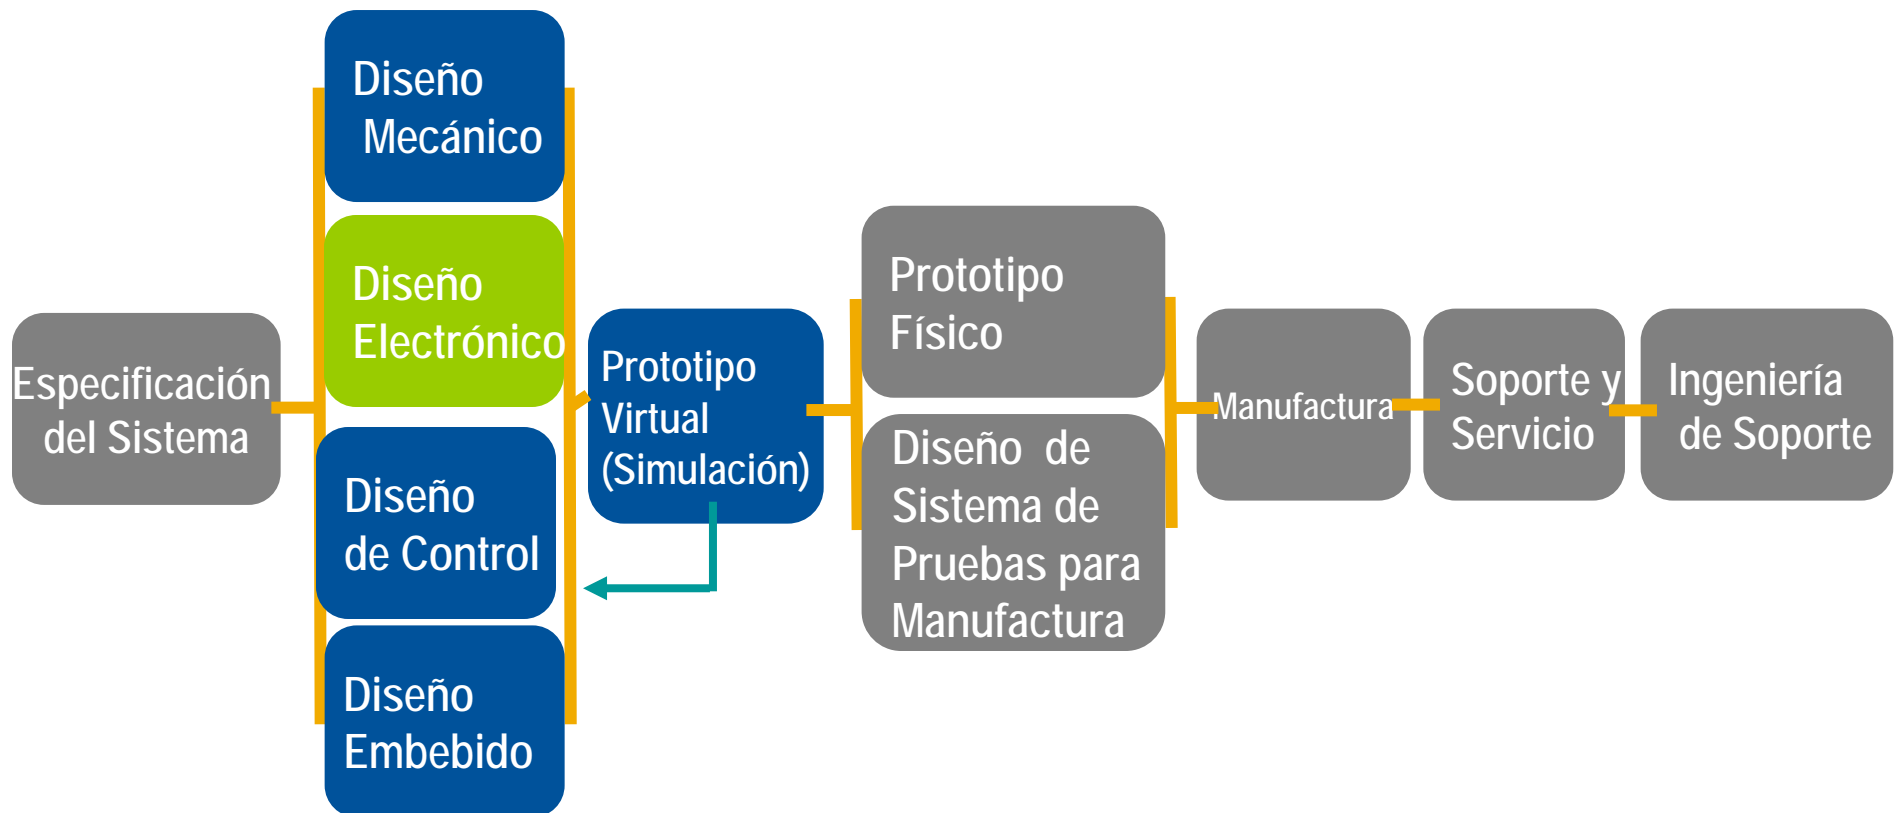 Especificación
del Sistema
Diseño
Mecánico
Diseño
Electrónico
Diseño
de Control
Diseño
Embebido
Prototipo
Virtual
(Simulación)
Prototipo
Físico
Diseño de
Sistema de
Pruebas para
Manufactura
Manufactura
Soporte y
Servicio
Ingeniería
de Soporte